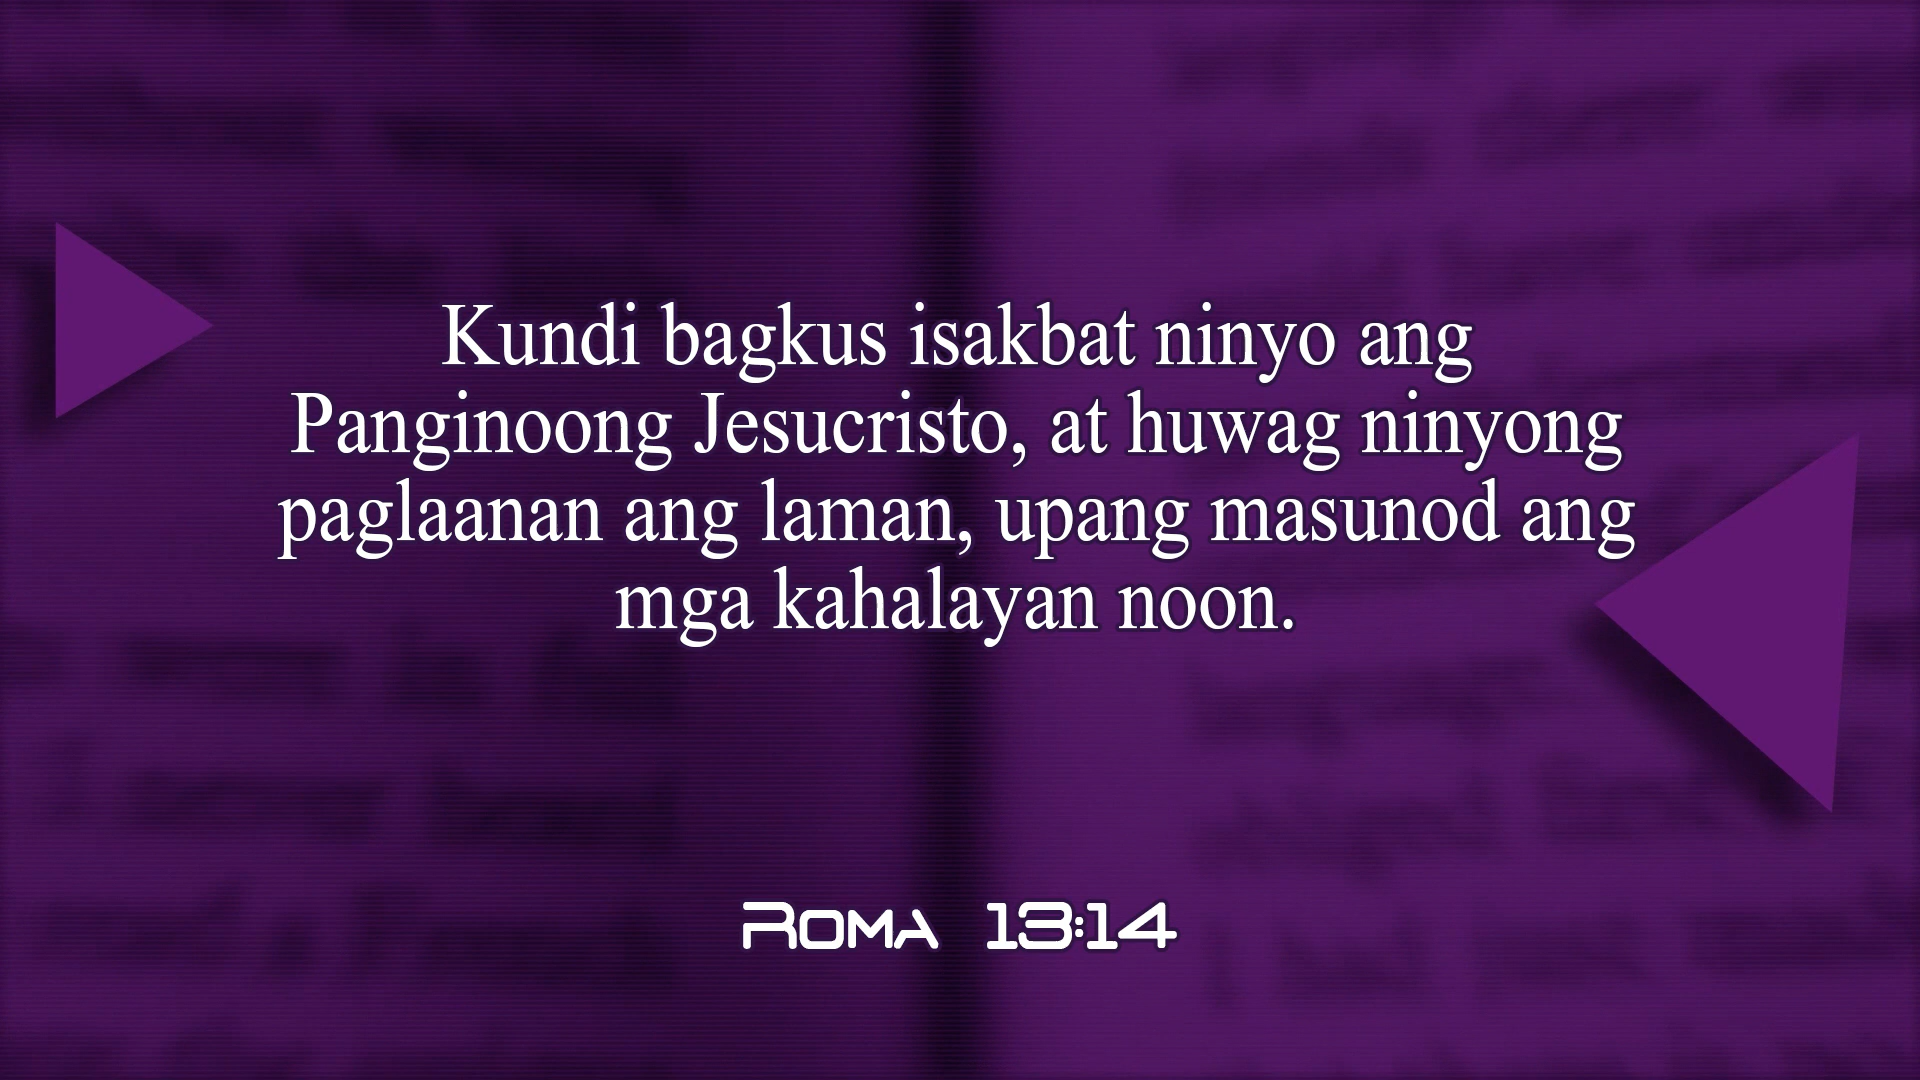 Kundi bagkus isakbat ninyo ang
Panginoong Jesucristo, at huwag ninyong
paglaanan ang laman, upang masunod ang
mga kahalayan noon.
Roma 13:14